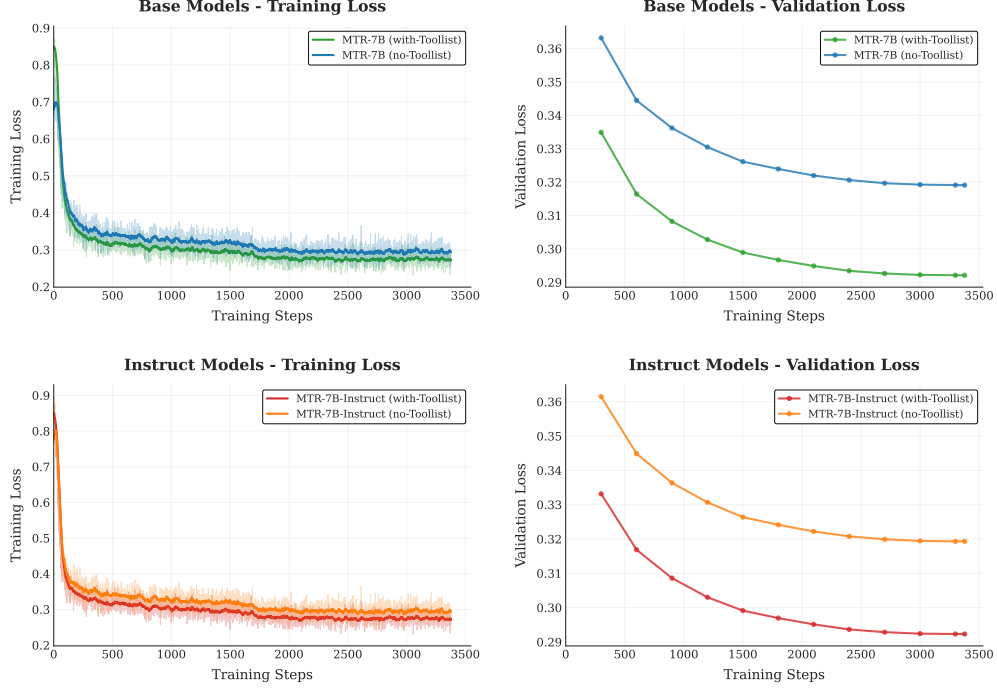 Base Models - Training Loss
Training Loss
0.9
0.8
0.7
0.6
0.5
0.4
0.3
0.2
MTR-7B (with-Toollist)
MTR-7B (no-Toollist)
0 500 1000 1500 2000 2500 3000 3500
Training Steps
Base Models - Validation Loss
Validation Loss
0.36
0.35
0.34
0.33
0.32
0.31
0.30
0.29
MTR-7B (with-Toollist)
MTR-7B (no-Toollist)
0 500 1000 1500 2000 2500 3000 3500
Training Steps
Instruct Models - Training Loss
Training Loss
0.9
0.8
0.7
0.6
0.5
0.4
0.3
0.2
MTR-7B-Instruct (with-Toollist)
MTR-7B-Instruct (no-Toollist)
0 500 1000 1500 2000 2500 3000 3500
Training Steps
Instruct Models - Validation Loss
Validation Loss
0.36
0.35
0.34
0.33
0.32
0.31
0.30
0.29
MTR-7B-Instruct (with-Toollist)
MTR-7B-Instruct (no-Toollist)
0 500 1000 1500 2000 2500 3000 3500
Training Steps